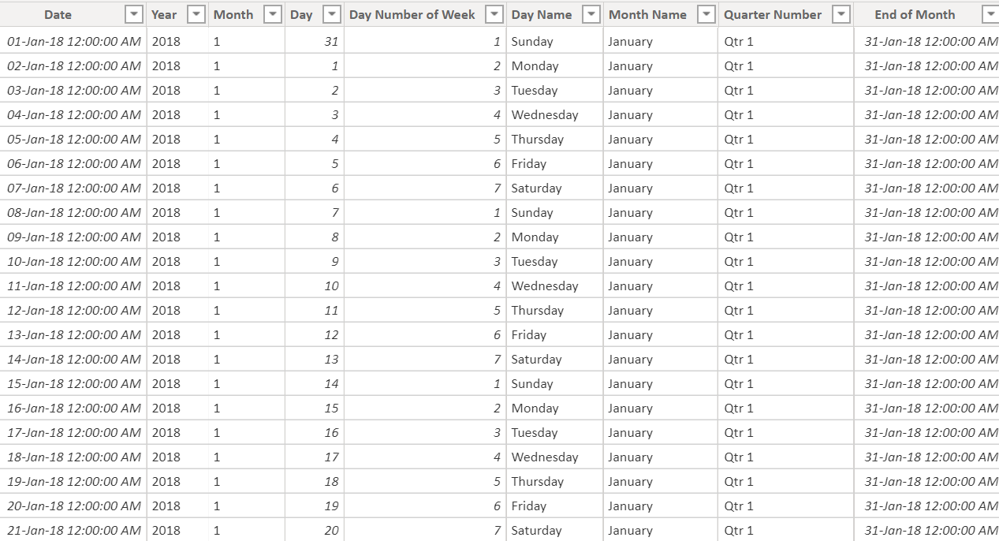 Date Year Month Day Day Number of Week Day Name Month Name Quarter Number End of Month
01-Jan-18 12:00:00 AM 2018 1 31 1 Sunday January Qtr 1 31-Jan-18 12:00:00 AM
02-Jan-18 12:00:00 AM 2018 1 1 2 Monday January Qtr 1 31-Jan-18 12:00:00 AM
03-Jan-18 12:00:00 AM 2018 1 2 3 Tuesday January Qtr 1 31-Jan-18 12:00:00 AM
04-Jan-18 12:00:00 AM 2018 1 3 4 Wednesday January Qtr 1 31-Jan-18 12:00:00 AM
05-Jan-18 12:00:00 AM 2018 1 4 5 Thursday January Qtr 1 31-Jan-18 12:00:00 AM
06-Jan-18 12:00:00 AM 2018 1 5 6 Friday January Qtr 1 31-Jan-18 12:00:00 AM
07-Jan-18 12:00:00 AM 2018 1 6 7 Saturday January Qtr 1 31-Jan-18 12:00:00 AM
08-Jan-18 12:00:00 AM 2018 1 7 1 Sunday January Qtr 1 31-Jan-18 12:00:00 AM
09-Jan-18 12:00:00 AM 2018 1 8 2 Monday January Qtr 1 31-Jan-18 12:00:00 AM
10-Jan-18 12:00:00 AM 2018 1 9 3 Tuesday January Qtr 1 31-Jan-18 12:00:00 AM
11-Jan-18 12:00:00 AM 2018 1 10 4 Wednesday January Qtr 1 31-Jan-18 12:00:00 AM
12-Jan-18 12:00:00 AM 2018 1 11 5 Thursday January Qtr 1 31-Jan-18 12:00:00 AM
13-Jan-18 12:00:00 AM 2018 1 12 6 Friday January Qtr 1 31-Jan-18 12:00:00 AM
14-Jan-18 12:00:00 AM 2018 1 13 7 Saturday January Qtr 1 31-Jan-18 12:00:00 AM
15-Jan-18 12:00:00 AM 2018 1 14 1 Sunday January Qtr 1 31-Jan-18 12:00:00 AM
16-Jan-18 12:00:00 AM 2018 1 15 2 Monday January Qtr 1 31-Jan-18 12:00:00 AM
17-Jan-18 12:00:00 AM 2018 1 16 3 Tuesday January Qtr 1 31-Jan-18 12:00:00 AM
18-Jan-18 12:00:00 AM 2018 1 17 4 Wednesday January Qtr 1 31-Jan-18 12:00:00 AM
19-Jan-18 12:00:00 AM 2018 1 18 5 Thursday January Qtr 1 31-Jan-18 12:00:00 AM
20-Jan-18 12:00:00 AM 2018 1 19 6 Friday January Qtr 1 31-Jan-18 12:00:00 AM
21-Jan-18 12:00:00 AM 2018 1 20 7 Saturday January Qtr 1 31-Jan-18 12:00:00 AM